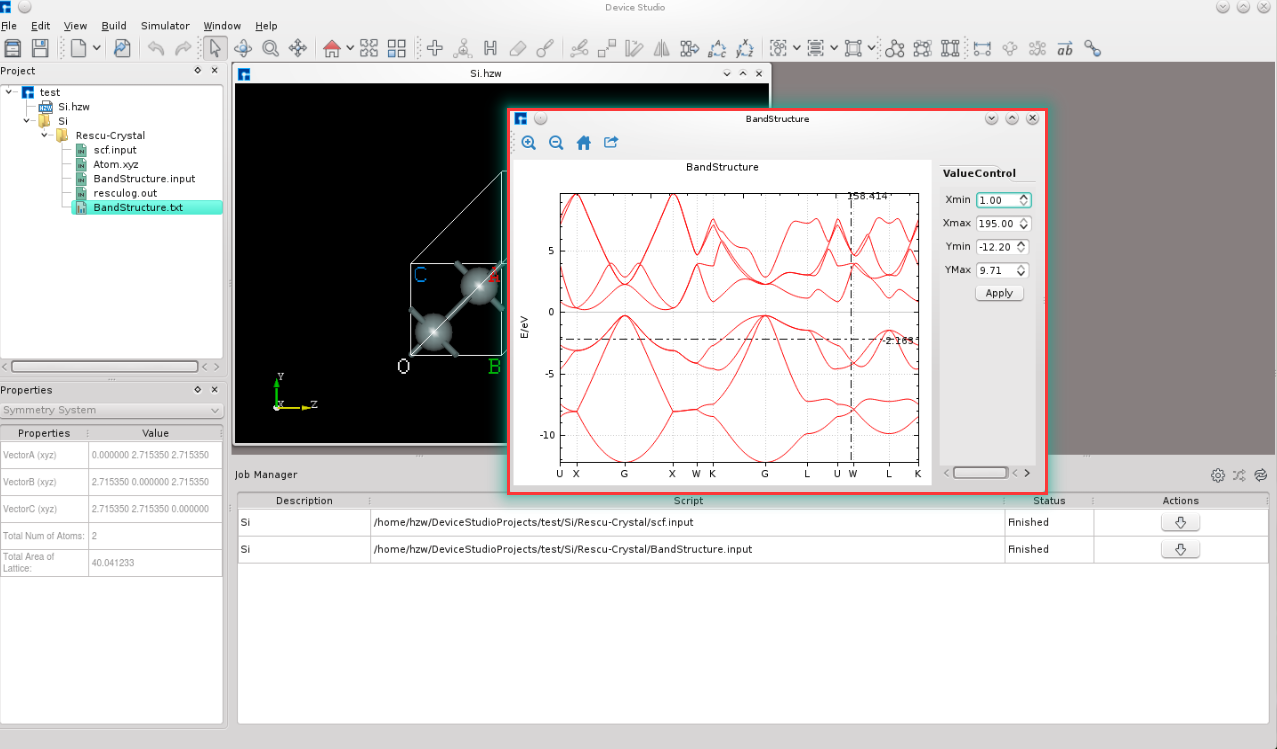 Device Studio
File Edit View Build Simulator Window Help
Project
test
Si.hzw
Si
Rescu-Crystal
scf.input
Atom.xyz
BandStructure.input
resculog.out
BandStructure.txt
Properties
Symmetry System
Properties Value
VectorA (xyz) 0.000000 2.715350 2.715350
VectorB (xyz) 2.715350 0.000000 2.715350
VectorC (xyz) 2.715350 2.715350 0.000000
Total Num of Atoms: 2
Total Area of
Lattice: 40.041233
Si.hzw
C
A
O
B
Y
X
Z
BandStructure
BandStructure
158.414
5
0
-2.163
-5
-10
E/eV
U X G X W K G L U W L K
ValueControl
Xmin 1.00
Xmax 195.00
Ymin -12.20
YMax 9.71
Apply
Job Manager
Description Script Status Actions
Si /home/hzw/DeviceStudioProjects/test/Si/Rescu-Crystal/scf.input Finished
Si /home/hzw/DeviceStudioProjects/test/Si/Rescu-Crystal/BandStructure.input Finished